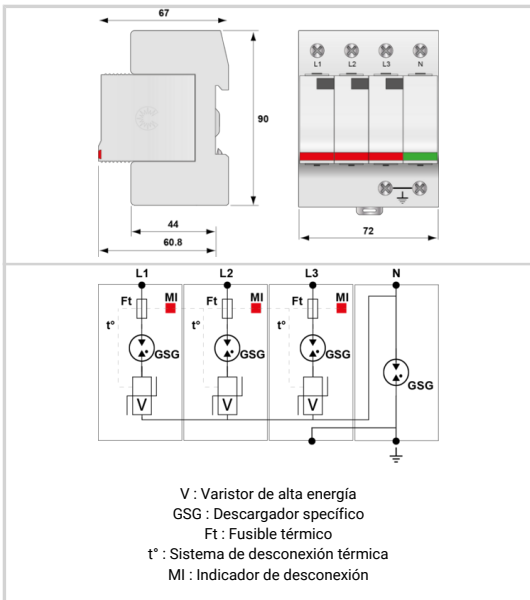 67
L1 L2 L3 N
90
44
60.8
72
L1 L2 L3 N
Ft MI Ft MI Ft MI
t° t° t°
GSG GSG GSG
GSG
V V V
V : Varistor de alta energía
GSG : Descargador específico
Ft : Fusible térmico
t° : Sistema de desconexión térmica
MI : Indicador de desconexión